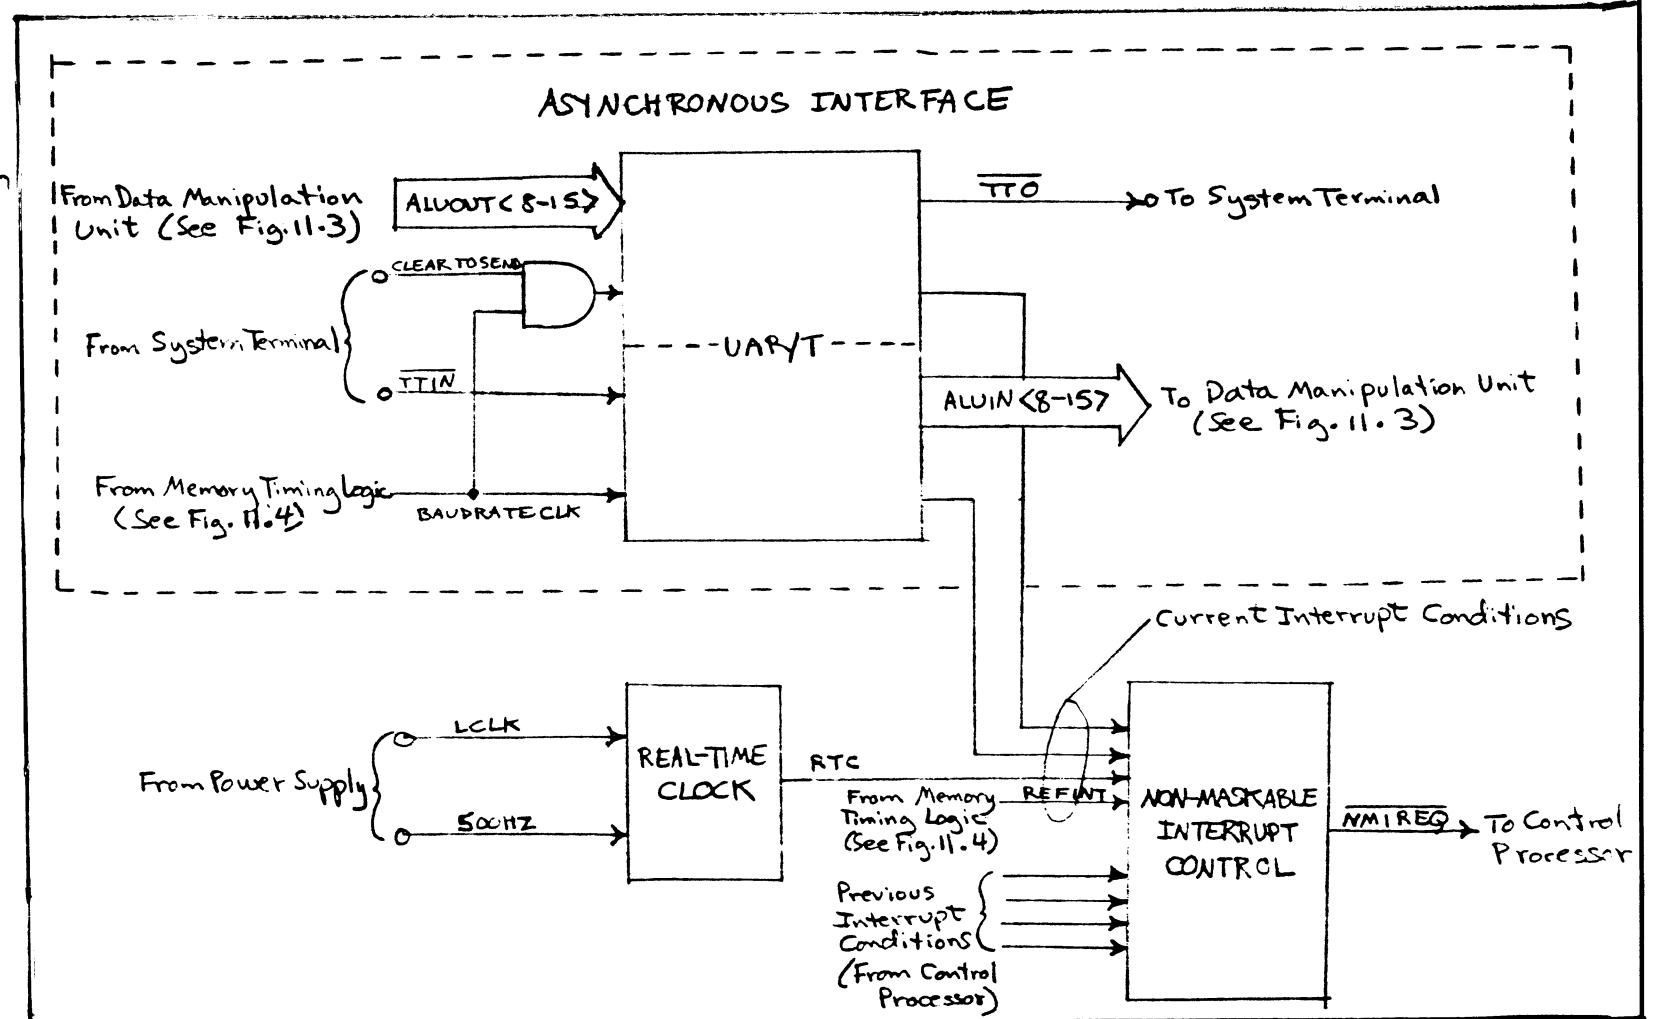 ASYNCHRONOUS INTERFACE
From Data Manipulation
Unit (See Fig. 11.3)
ALUOUT<8-15>
TTO
To System Terminal
CLEAR TO SEND
From System Terminal
UAR/T
TTIN
ALUIN <8-15>
To Data Manipulation Unit
(See Fig. 11.3)
From Memory Timing Logic
(See Fig. 11.4)
BAUDRATECLK
Current Interrupt Conditions
LCLK
REAL-TIME
CLOCK
From Power Supply
500HZ
RTC
From Memory
Timing Logic
(See Fig. 11.4)
REFINT
NON-MASKABLE
INTERRUPT
CONTROL
NMIREQ
To Control
Processor
Previous
Interrupt
Conditions
(From Control
Processor)